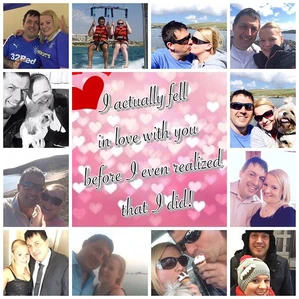 32Red
I actually fell
in love with you
before I even realized
that I did!